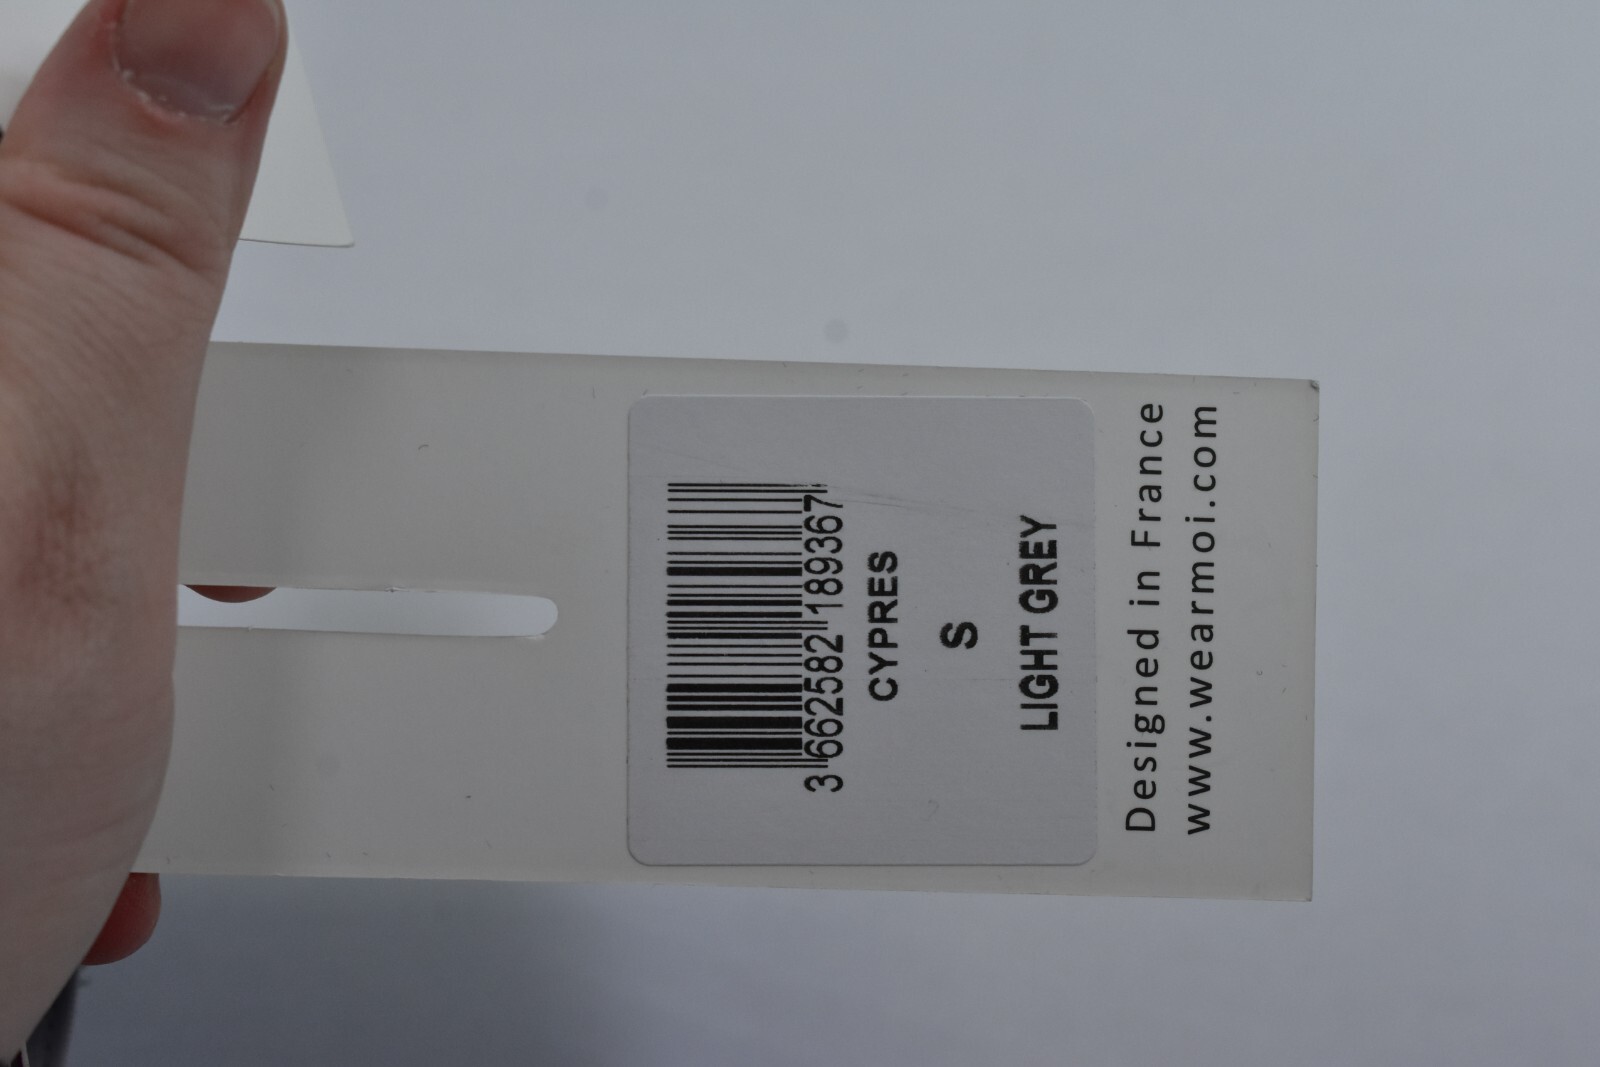 3 662582 189367
CYPRES
S
LIGHT GREY
Designed in France
www.wearmoi.com